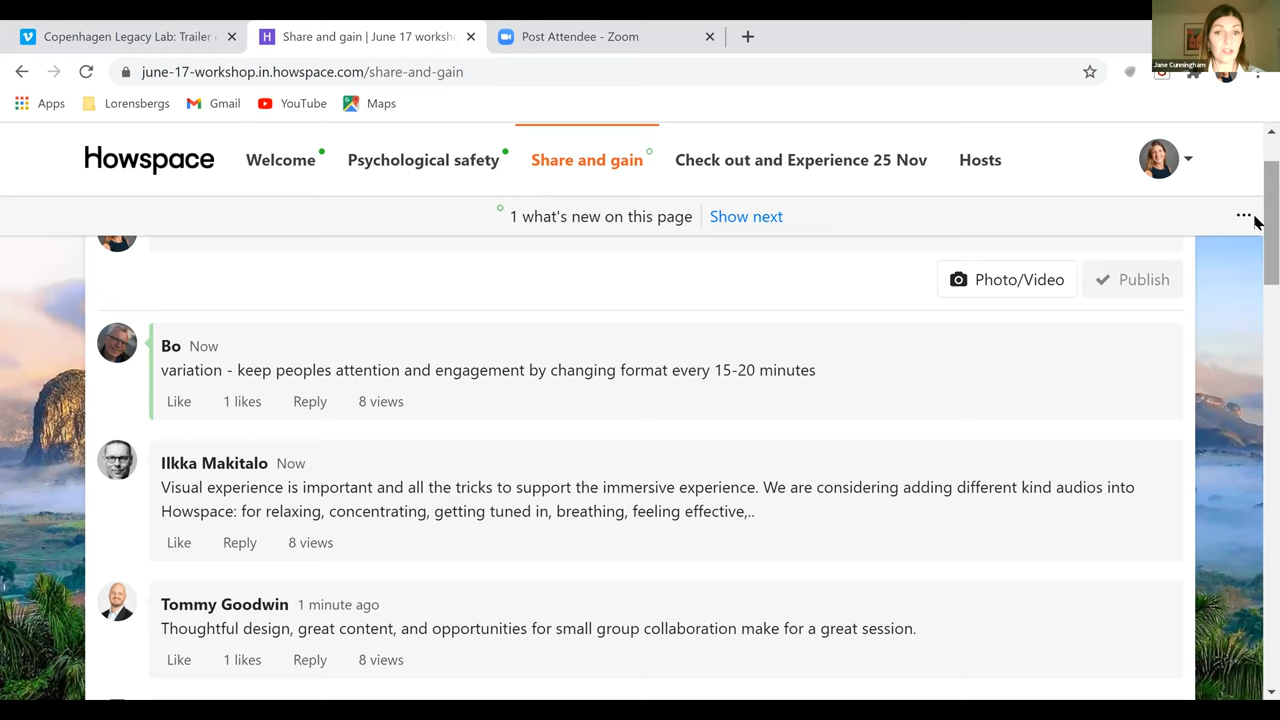 Copenhagen Legacy Lab: Trailer
Share and gain | June 17 worksh
Post Attendee - Zoom
Jane Cunningham
june-17-workshop.in.howspace.com/share-and-gain
Apps
Lorensbergs
Gmail
YouTube
Maps
Howspace
Welcome
Psychological safety
Share and gain
Check out and Experience 25 Nov
Hosts
1 what's new on this page
Show next
Photo/Video
Publish
Bo Now
variation - keep peoples attention and engagement by changing format every 15-20 minutes
Like 1 likes Reply 8 views
Ilkka Makitalo Now
Visual experience is important and all the tricks to support the immersive experience. We are considering adding different kind audios into
Howspace: for relaxing, concentrating, getting tuned in, breathing, feeling effective,..
Like Reply 8 views
Tommy Goodwin 1 minute ago
Thoughtful design, great content, and opportunities for small group collaboration make for a great session.
Like 1 likes Reply 8 views